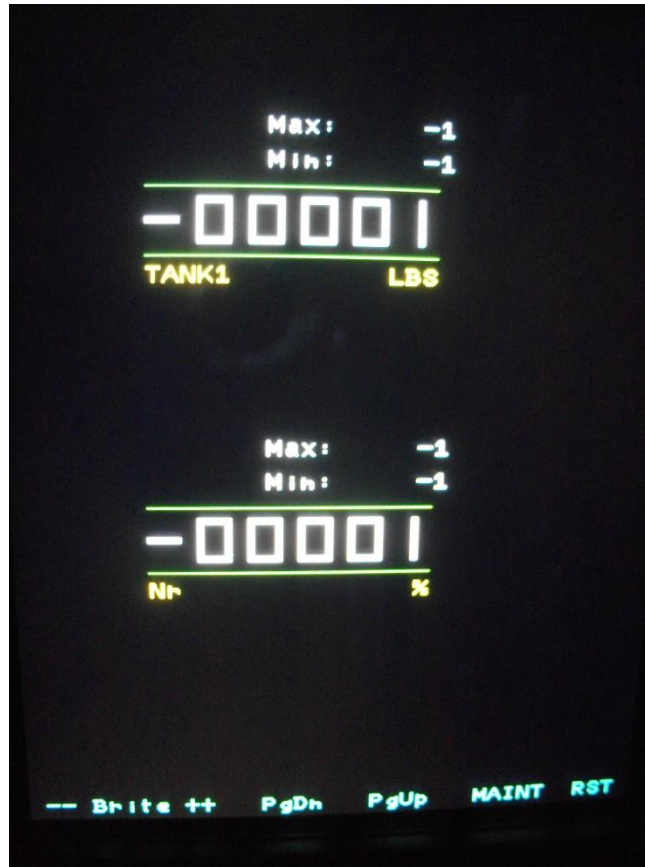 Max: -1
Min: -1
-00001
TANK1 LBS
Max: -1
Min: -1
-00001
Nr %
-- Brite ++ PgDn PgUp MAINT RST